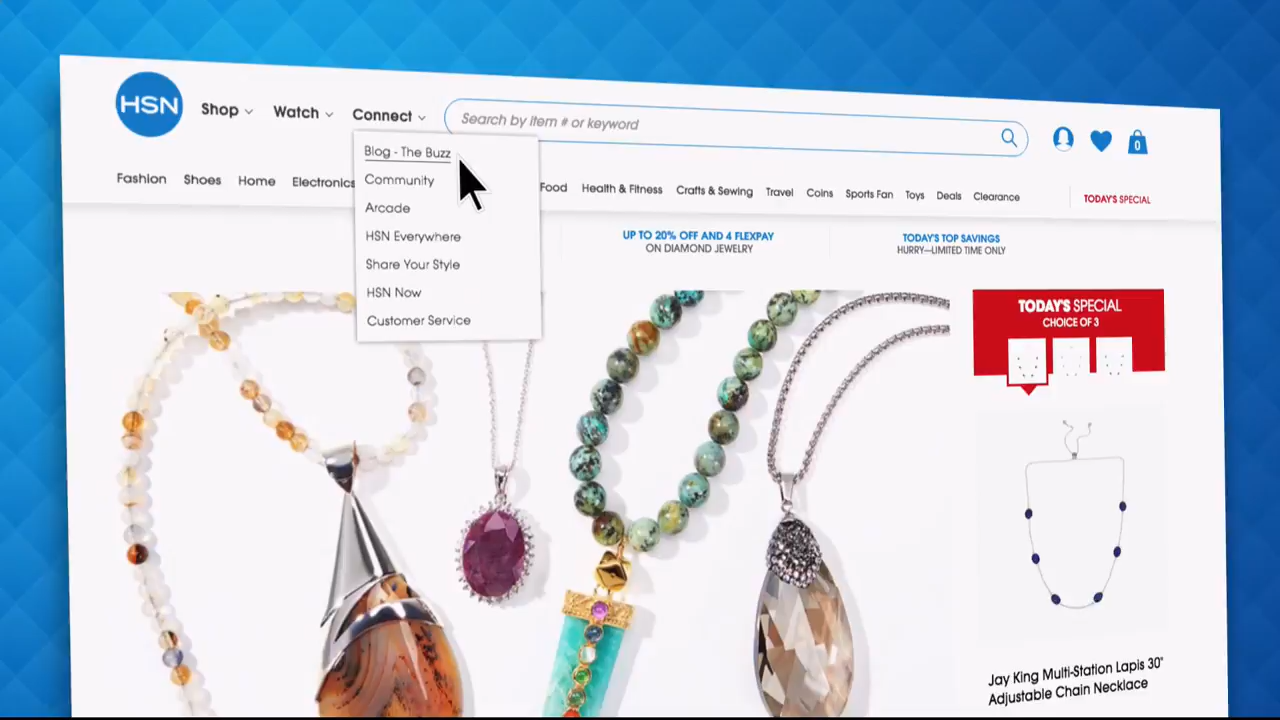 HSN
Shop
Watch
Connect
Search by item # or keyword
0
Blog - The Buzz
Community
Arcade
HSN Everywhere
Share Your Style
HSN Now
Customer Service
Fashion
Shoes
Home
Electronics
Food
Health & Fitness
Crafts & Sewing
Travel
Coins
Sports Fan
Toys
Deals
Clearance
TODAY'S SPECIAL
UP TO 20% OFF AND 4 FLEXPAY
ON DIAMOND JEWELRY
TODAY'S TOP SAVINGS
HURRY—LIMITED TIME ONLY
TODAY'S SPECIAL
CHOICE OF 3
Jay King Multi-Station Lapis 30"
Adjustable Chain Necklace